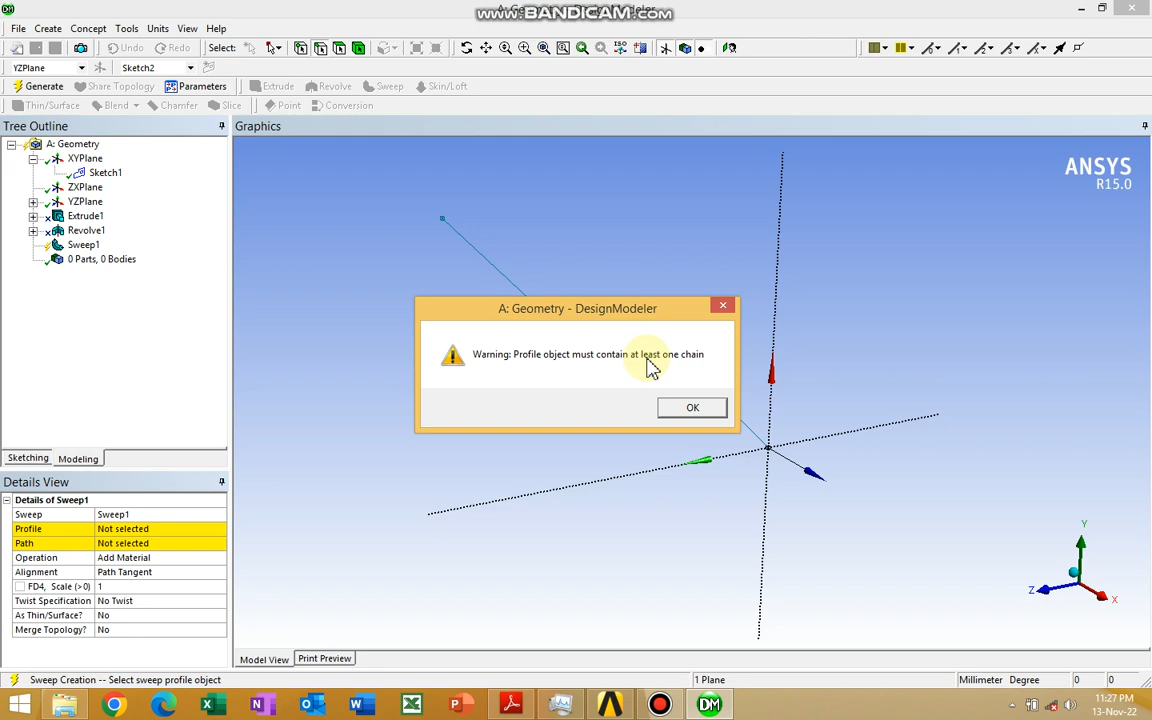 www.BANDICAM.com
File Create Concept Tools Units View Help
Undo Redo Select:
YZPlane Sketch2
Generate Share Topology Parameters Extrude Revolve Sweep Skin/Loft
Thin/Surface Blend Chamfer Slice Point Conversion
Tree Outline
Graphics
A: Geometry
XYPlane
Sketch1
ZXPlane
YZPlane
Extrude1
Revolve1
Sweep1
0 Parts, 0 Bodies
ANSYS
R15.0
A: Geometry - DesignModeler
Warning: Profile object must contain at least one chain
OK
Sketching Modeling
Details View
Details of Sweep1
Sweep Sweep1
Profile Not selected
Path Not selected
Operation Add Material
Alignment Path Tangent
FD4, Scale (>0) 1
Twist Specification No Twist
As Thin/Surface? No
Merge Topology? No
Y
Z
X
Model View Print Preview
Sweep Creation -- Select sweep profile object
1 Plane
Millimeter Degree 0 0
DM
11:27 PM
13-Nov-22